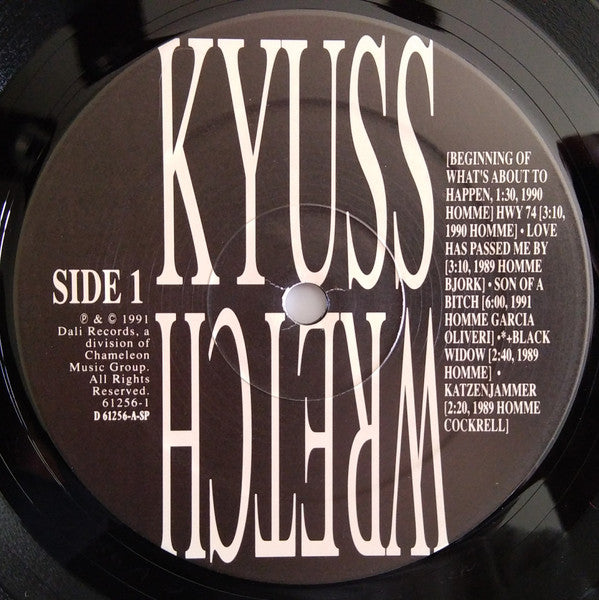 KYUSS
WRETCH
SIDE 1
℗ & © 1991
Dali Records, a
division of
Chameleon
Music Group.
All Rights
Reserved.
61256-1
D 61256-A-SP
[BEGINNING OF
WHAT'S ABOUT TO
HAPPEN, 1:30, 1990
HOMME] HWY 74 [3:10,
1990 HOMME] • LOVE
HAS PASSED ME BY
[3:10, 1989 HOMME
BJORK] • SON OF A
BITCH [6:00, 1991
HOMME GARCIA
OLIVERI] •*+BLACK
WIDOW [2:40, 1989
HOMME] •
KATZENJAMMER
[2:20, 1989 HOMME
COCKRELL]